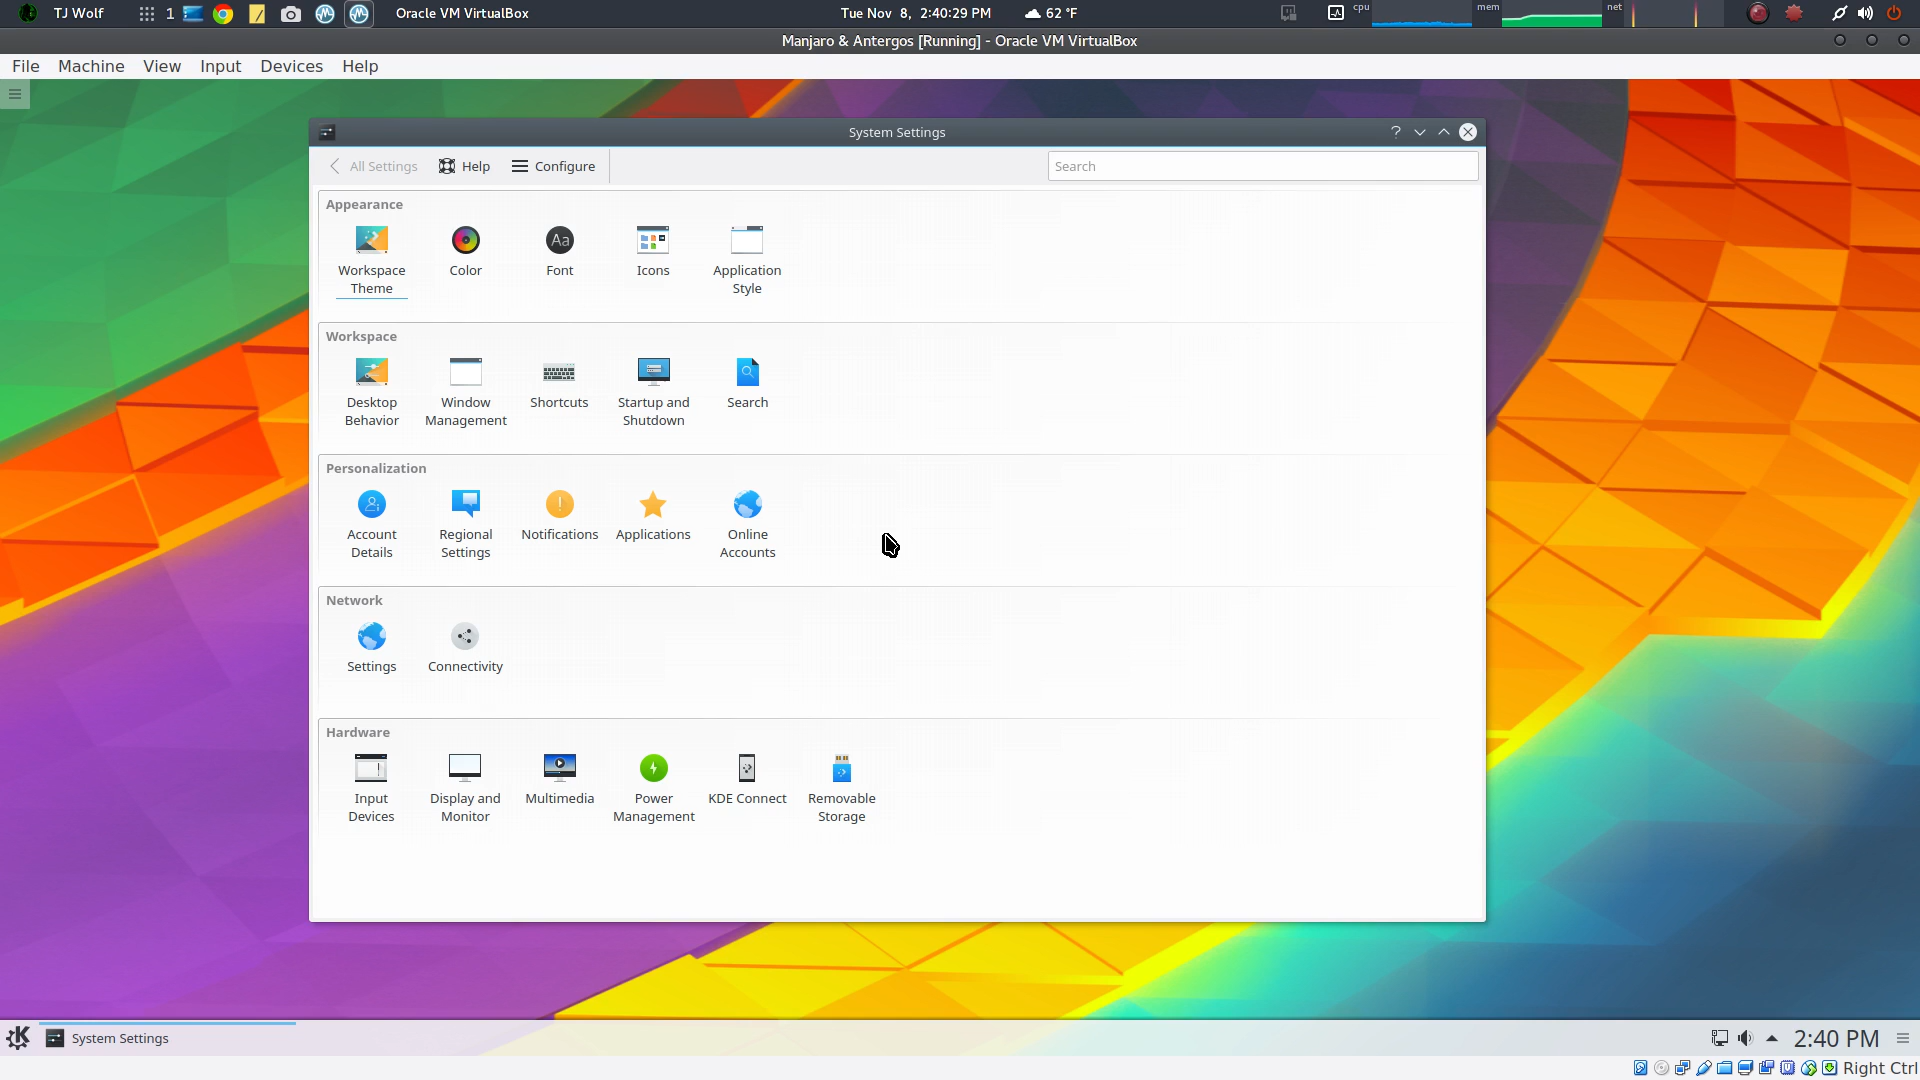 TJ Wolf 1 Oracle VM VirtualBox Tue Nov 8, 2:40:29 PM 62 °F cpu mem net
Manjaro & Antergos [Running] - Oracle VM VirtualBox
File Machine View Input Devices Help
System Settings
All Settings Help Configure Search
Appearance
Workspace Theme
Color
Font
Icons
Application Style
Workspace
Desktop Behavior
Window Management
Shortcuts
Startup and Shutdown
Search
Personalization
Account Details
Regional Settings
Notifications
Applications
Online Accounts
Network
Settings
Connectivity
Hardware
Input Devices
Display and Monitor
Multimedia
Power Management
KDE Connect
Removable Storage
System Settings 2:40 PM
Right Ctrl